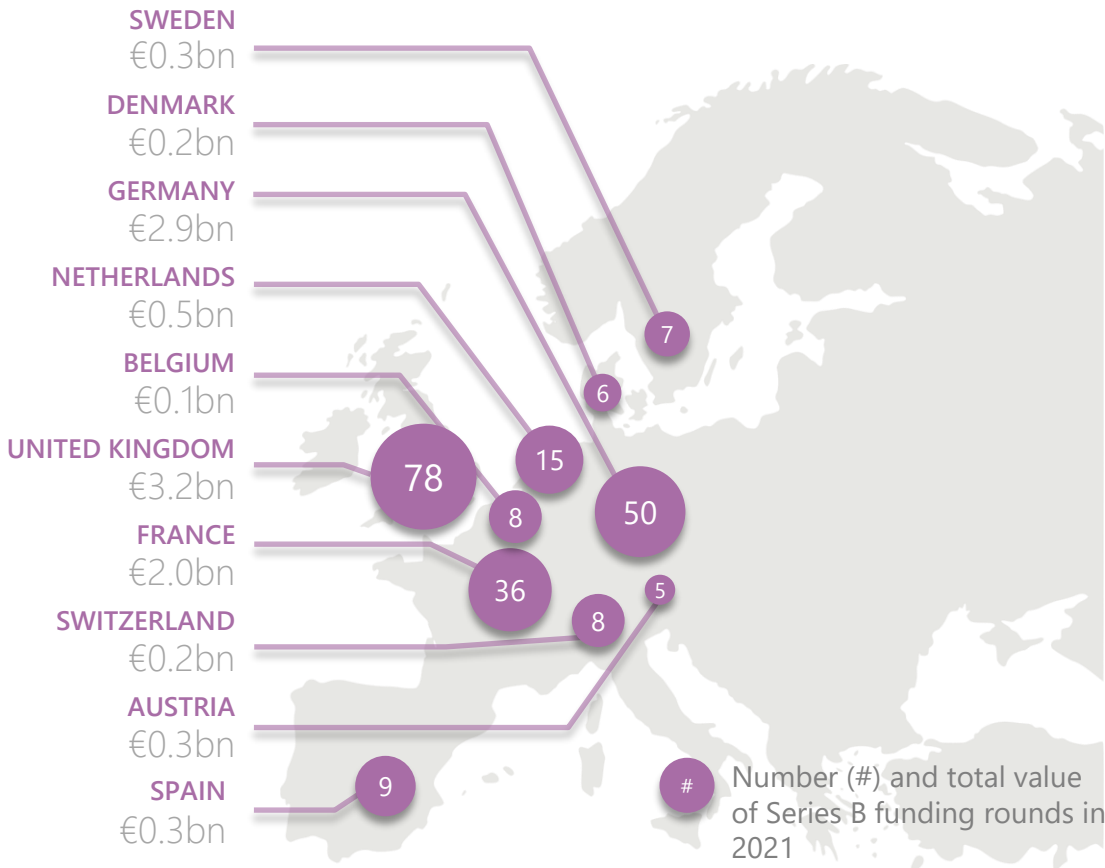 SWEDEN
€0.3bn
DENMARK
€0.2bn
GERMANY
€2.9bn
NETHERLANDS
€0.5bn
BELGIUM
€0.1bn
UNITED KINGDOM
€3.2bn
FRANCE
€2.0bn
SWITZERLAND
€0.2bn
AUSTRIA
€0.3bn
SPAIN
€0.3bn
7
6
15
78
8
50
36
5
8
9
#
Number (#) and total value
of Series B funding rounds in
2021